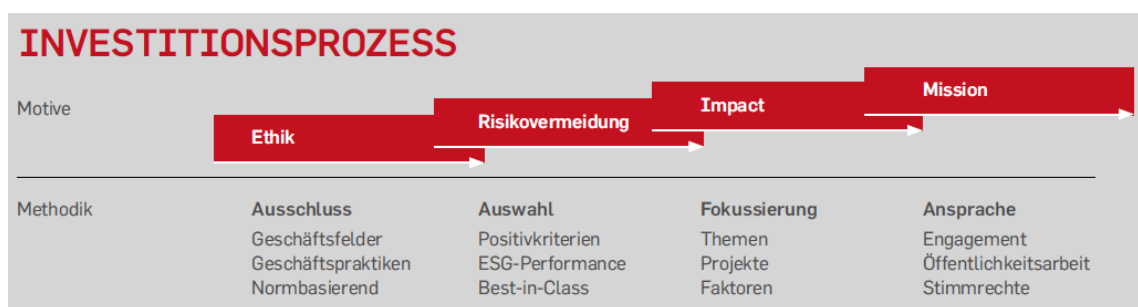 INVESTITIONSPROZESS
Motive
Ethik
Risikovermeidung
Impact
Mission
Methodik
Ausschluss
Geschäftsfelder
Geschäftspraktiken
Normbasierend
Auswahl
Positivkriterien
ESG-Performance
Best-in-Class
Fokussierung
Themen
Projekte
Faktoren
Ansprache
Engagement
Öffentlichkeitsarbeit
Stimmrechte